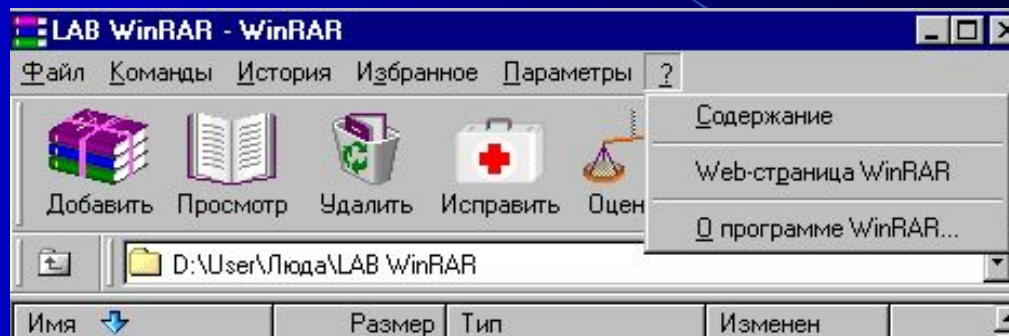 LAB WinRAR - WinRAR
Файл Команды История Избранное Параметры ?
Содержание
Web-страница WinRAR
О программе WinRAR...
Добавить Просмотр Удалить Исправить Оцен
D:\User\Люда\LAB WinRAR
Имя Размер Тип Изменен